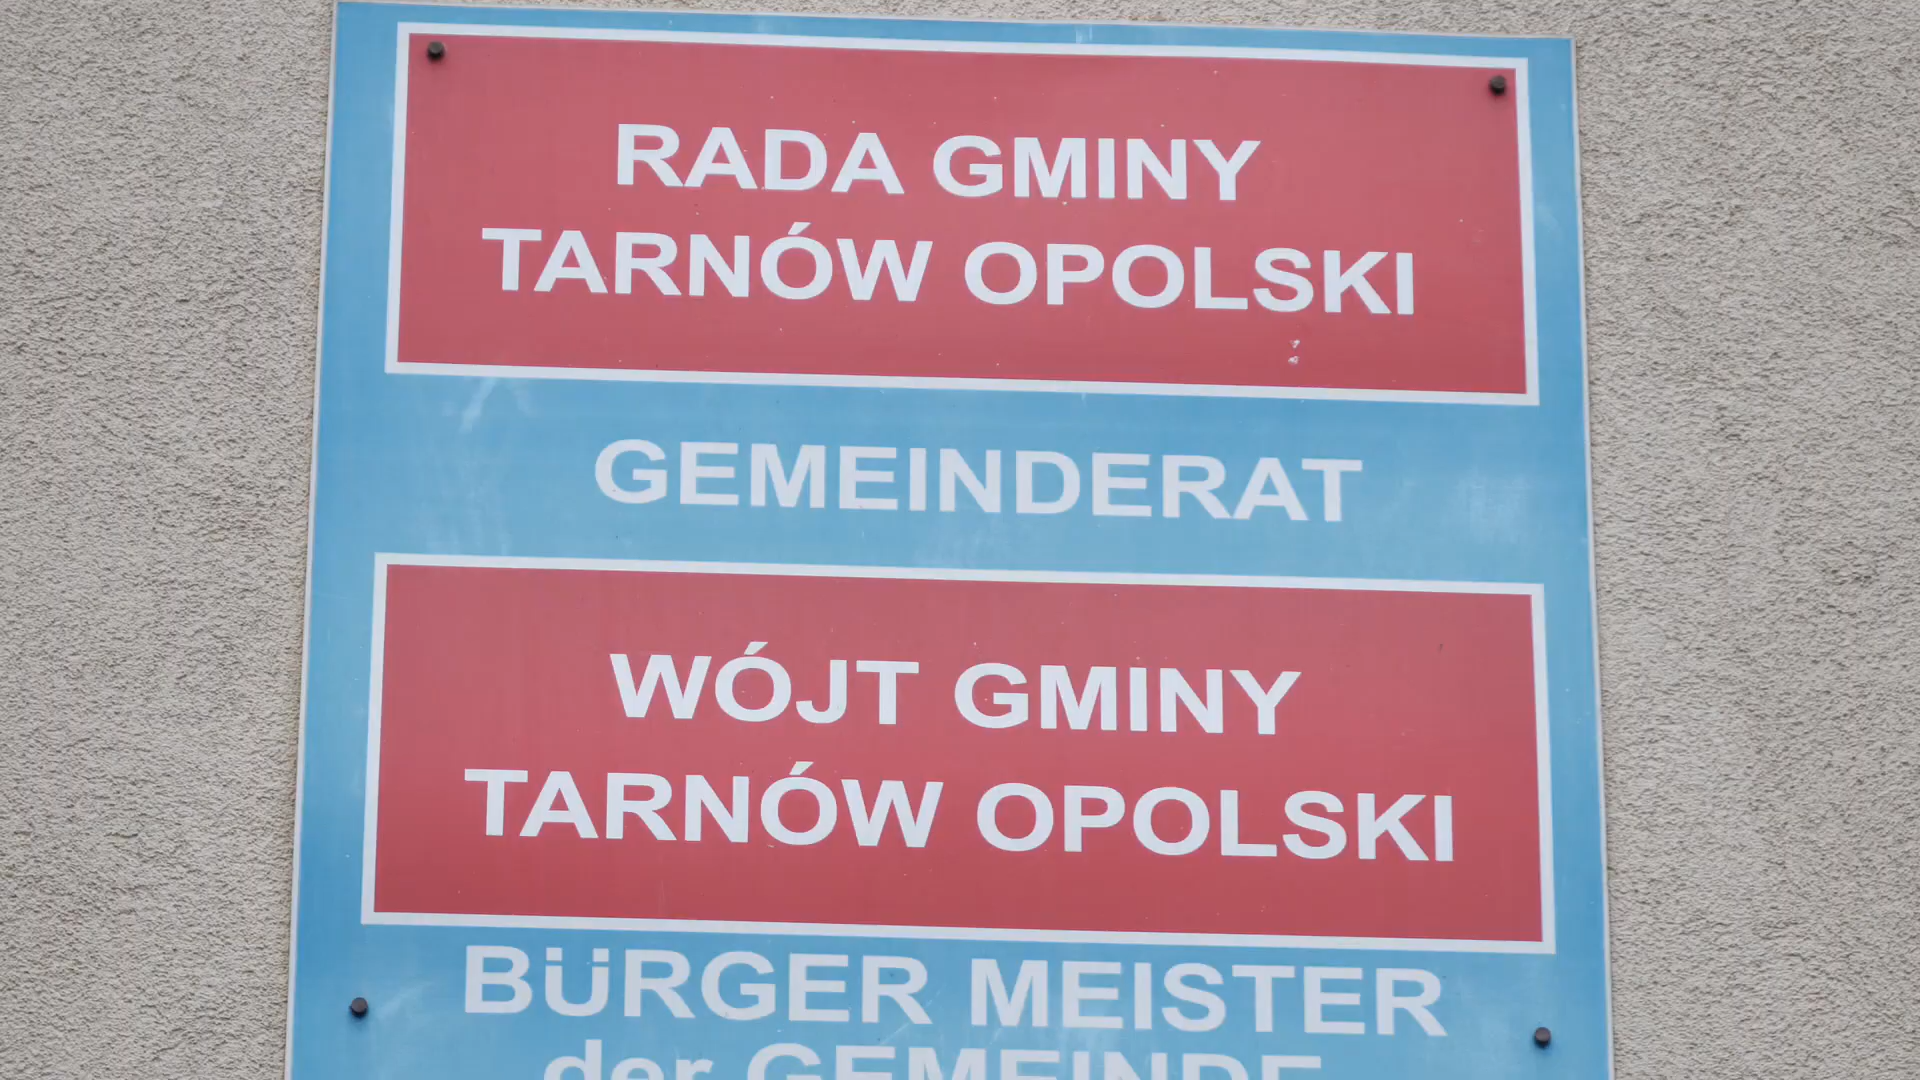 RADA GMINY
TARNÓW OPOLSKI
GEMEINDERAT
WÓJT GMINY
TARNÓW OPOLSKI
BÜRGER MEISTER
der GEMEINDE